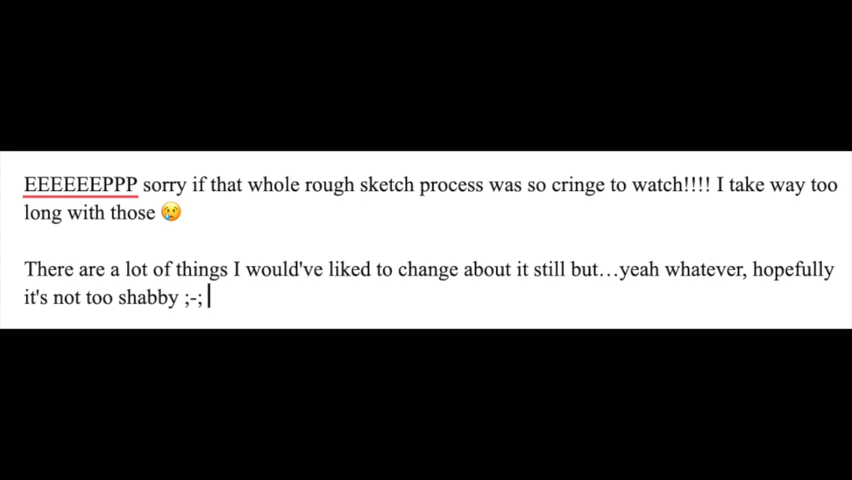 EEEEEEPPP sorry if that whole rough sketch process was so cringe to watch!!!! I take way too
long with those 😢
There are a lot of things I would've liked to change about it still but…yeah whatever, hopefully
it's not too shabby ;-;